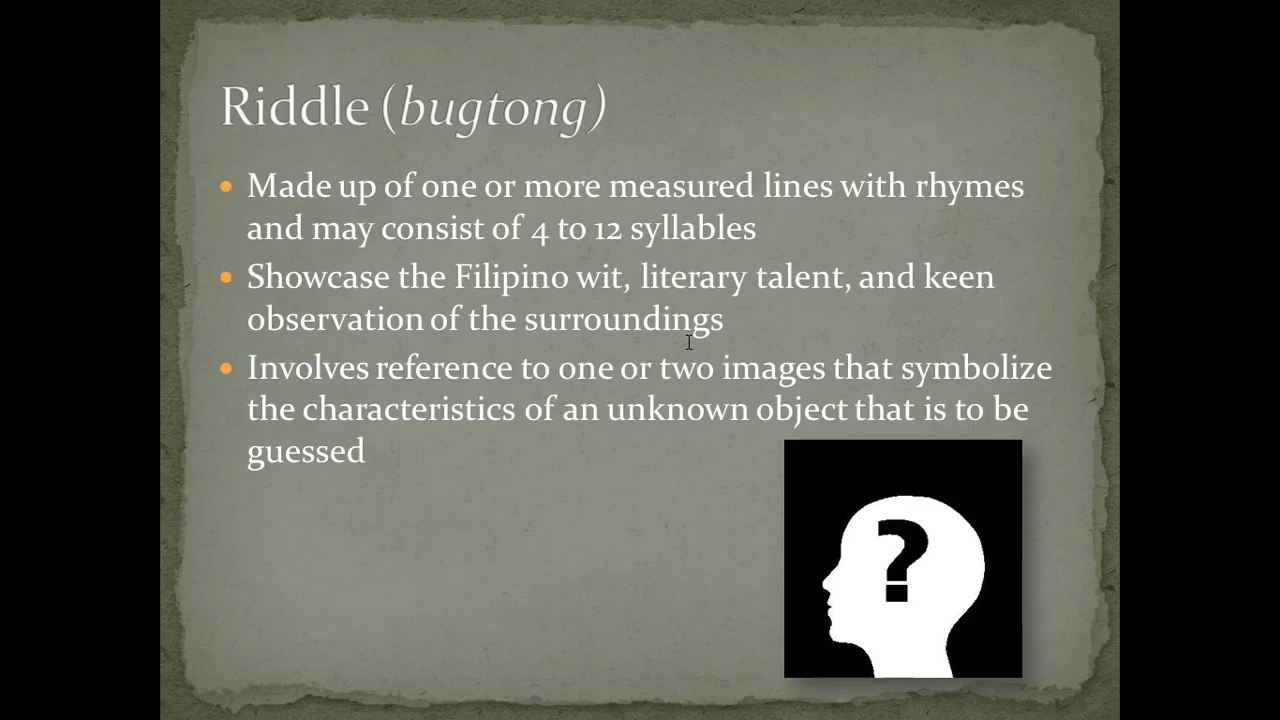 Riddle (bugtong)
• Made up of one or more measured lines with rhymes
and may consist of 4 to 12 syllables
• Showcase the Filipino wit, literary talent, and keen
observation of the surroundings
• Involves reference to one or two images that symbolize
the characteristics of an unknown object that is to be
guessed
?